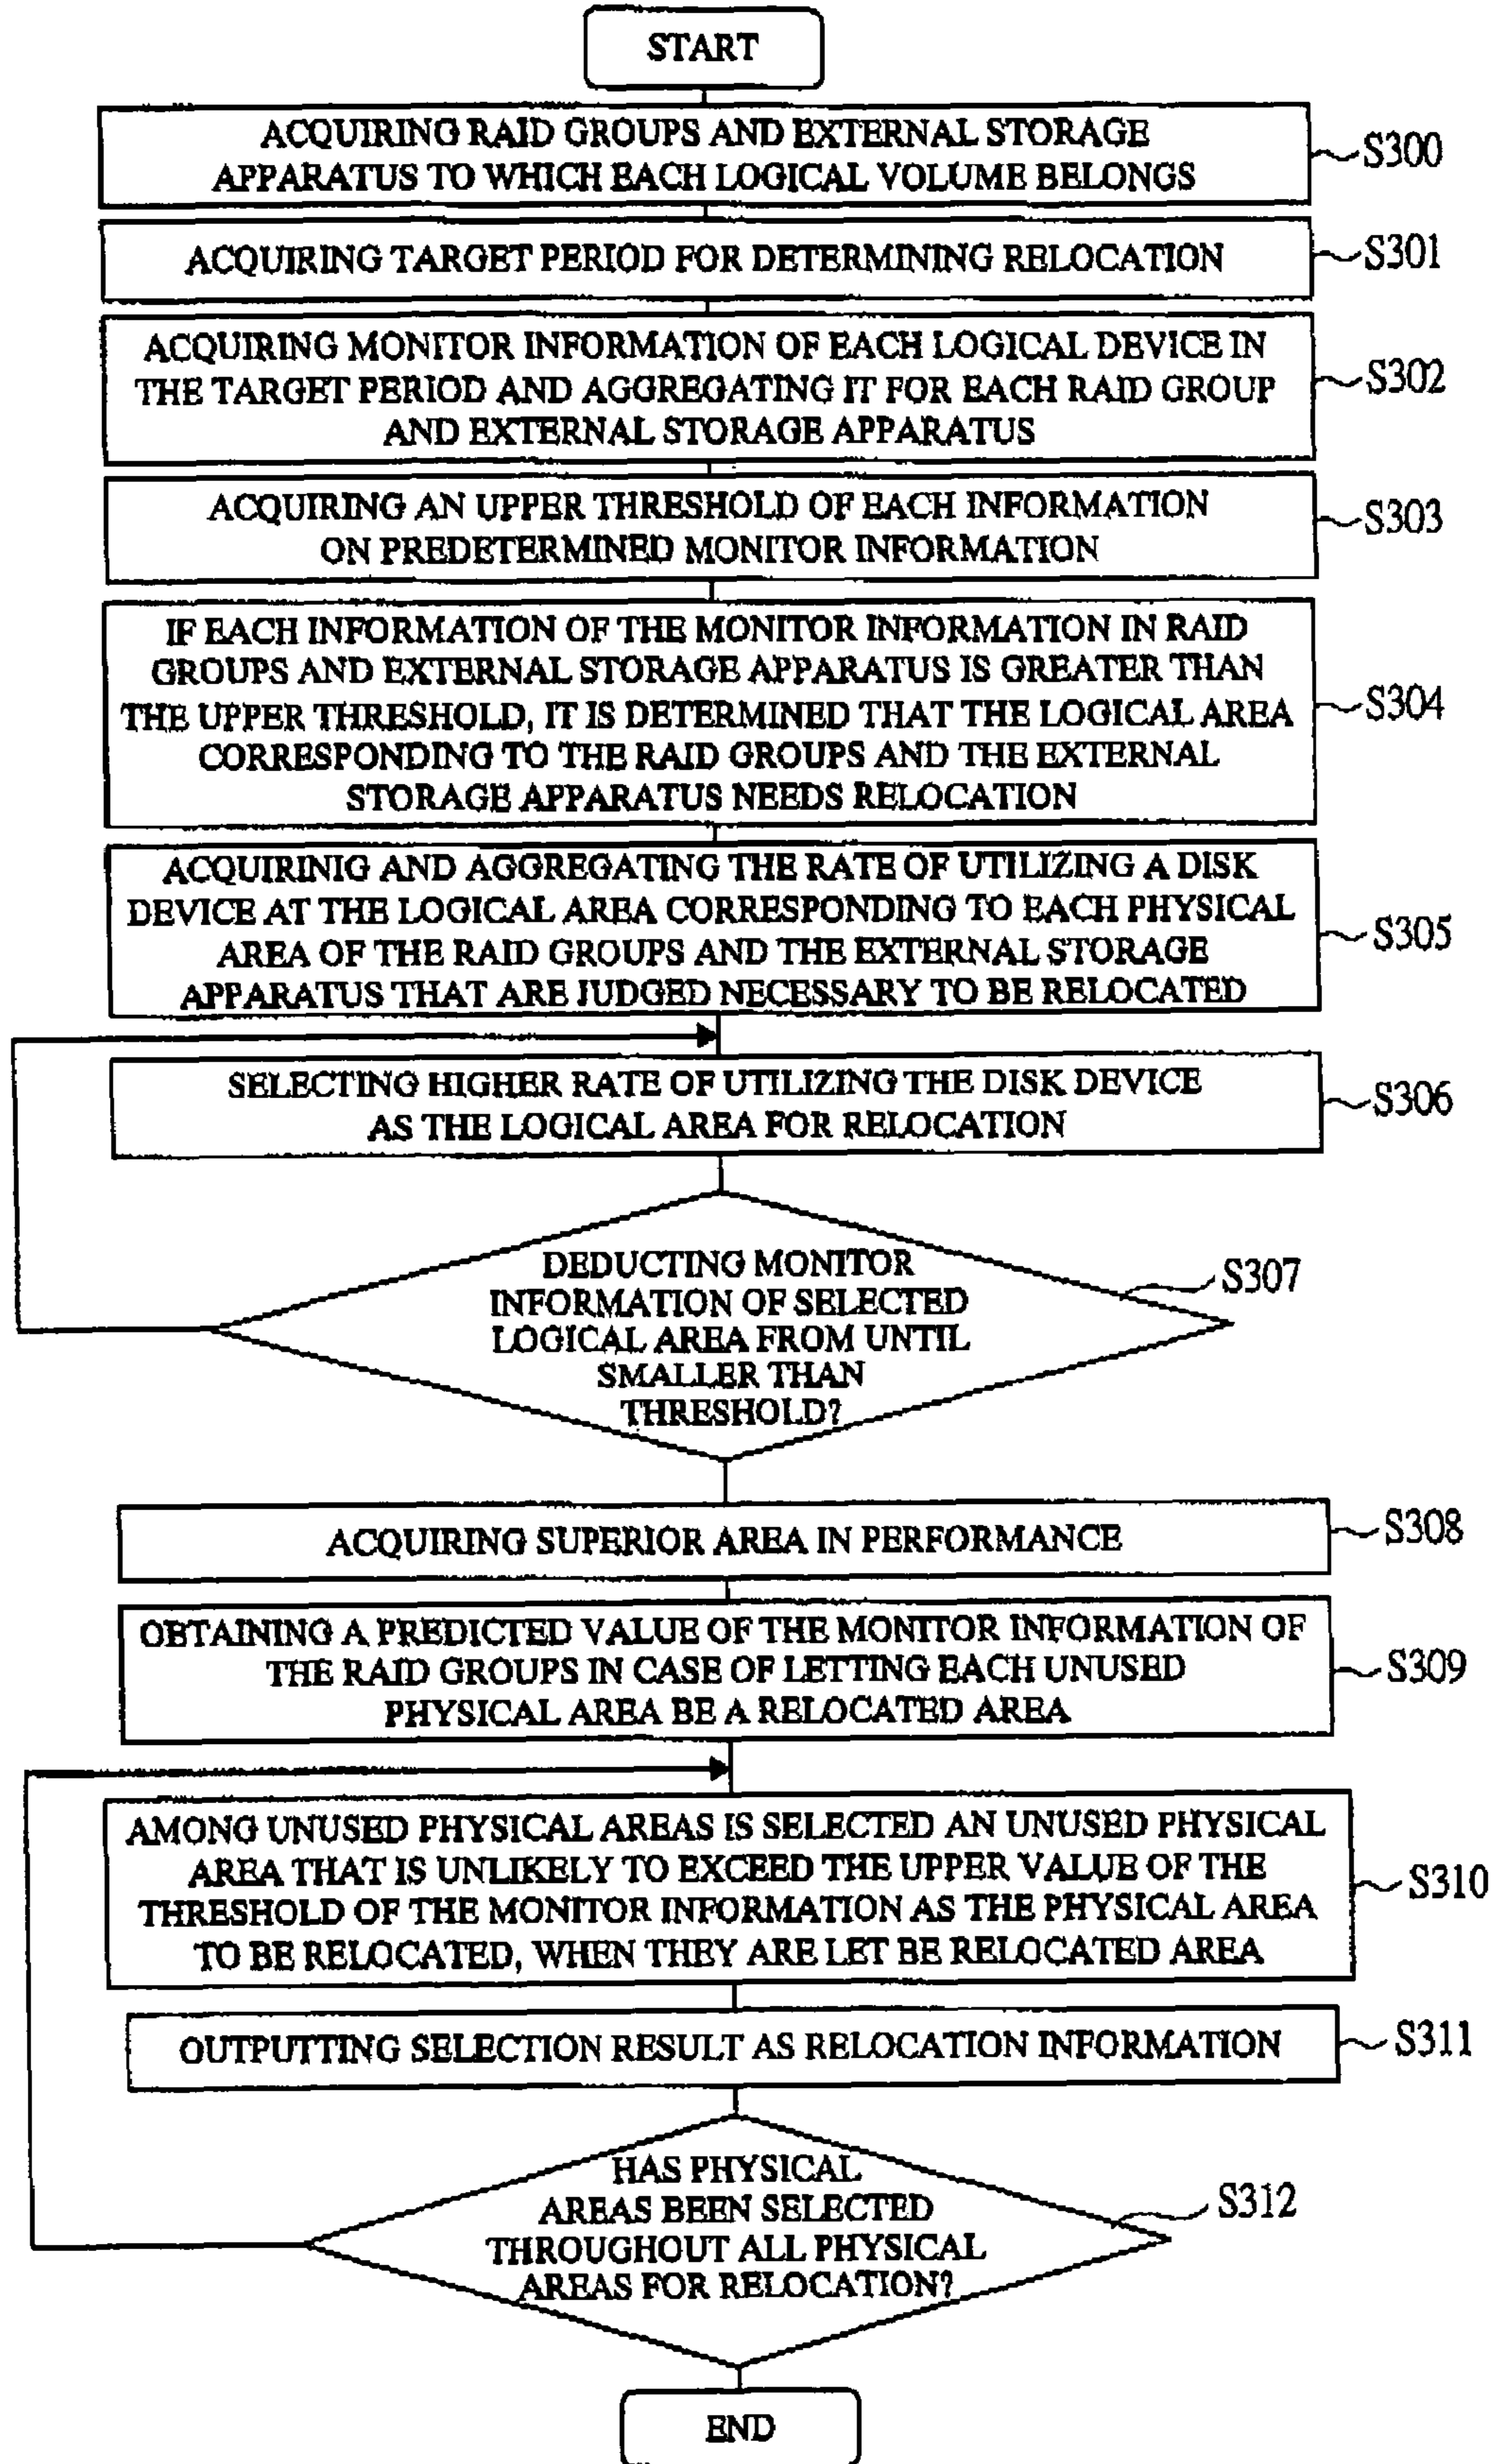 START
ACQUIRING RAID GROUPS AND EXTERNAL STORAGE
APPARATUS TO WHICH EACH LOGICAL VOLUME BELONGS
S300
ACQUIRING TARGET PERIOD FOR DETERMINING RELOCATION
S301
ACQUIRING MONITOR INFORMATION OF EACH LOGICAL DEVICE IN
THE TARGET PERIOD AND AGGREGATING IT FOR EACH RAID GROUP
AND EXTERNAL STORAGE APPARATUS
S302
ACQUIRING AN UPPER THRESHOLD OF EACH INFORMATION
ON PREDETERMINED MONITOR INFORMATION
S303
IF EACH INFORMATION OF THE MONITOR INFORMATION IN RAID
GROUPS AND EXTERNAL STORAGE APPARATUS IS GREATER THAN
THE UPPER THRESHOLD, IT IS DETERMINED THAT THE LOGICAL AREA
CORRESPONDING TO THE RAID GROUPS AND THE EXTERNAL
STORAGE APPARATUS NEEDS RELOCATION
S304
ACQUIRINIG AND AGGREGATING THE RATE OF UTILIZING A DISK
DEVICE AT THE LOGICAL AREA CORRESPONDING TO EACH PHYSICAL
AREA OF THE RAID GROUPS AND THE EXTERNAL STORAGE
APPARATUS THAT ARE JUDGED NECESSARY TO BE RELOCATED
S305
SELECTING HIGHER RATE OF UTILIZING THE DISK DEVICE
AS THE LOGICAL AREA FOR RELOCATION
S306
DEDUCTING MONITOR
INFORMATION OF SELECTED
LOGICAL AREA FROM UNTIL
SMALLER THAN
THRESHOLD?
S307
ACQUIRING SUPERIOR AREA IN PERFORMANCE
S308
OBTAINING A PREDICTED VALUE OF THE MONITOR INFORMATION OF
THE RAID GROUPS IN CASE OF LETTING EACH UNUSED
PHYSICAL AREA BE A RELOCATED AREA
S309
AMONG UNUSED PHYSICAL AREAS IS SELECTED AN UNUSED PHYSICAL
AREA THAT IS UNLIKELY TO EXCEED THE UPPER VALUE OF THE
THRESHOLD OF THE MONITOR INFORMATION AS THE PHYSICAL AREA
TO BE RELOCATED, WHEN THEY ARE LET BE RELOCATED AREA
S310
OUTPUTTING SELECTION RESULT AS RELOCATION INFORMATION
S311
HAS PHYSICAL
AREAS BEEN SELECTED
THROUGHOUT ALL PHYSICAL
AREAS FOR RELOCATION?
S312
END